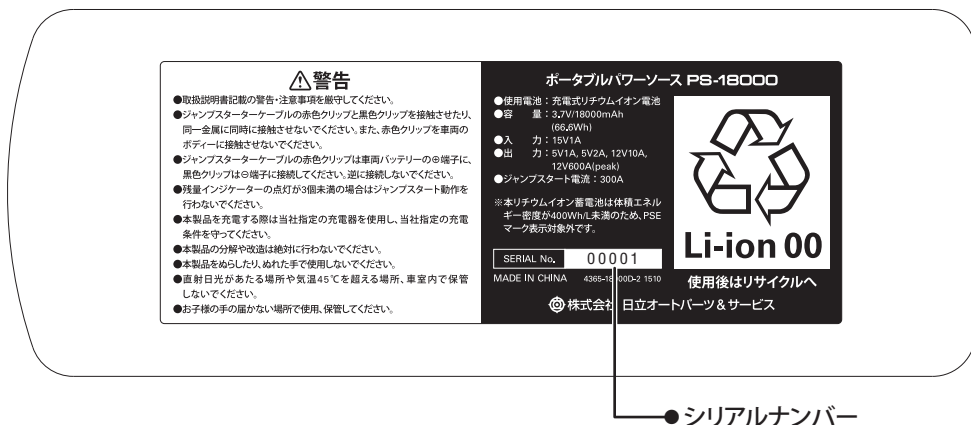 ⚠警告
●取扱説明書記載の警告・注意事項を厳守してください。
●ジャンプスターターケーブルの赤色クリップと黒色クリップを接触させたり、
同一金属に同時に接触させないでください。また、赤色クリップを車両の
ボディーに接触させないでください。
●ジャンプスターターケーブルの赤色クリップは車両バッテリーの⊕端子に、
黒色クリップは⊖端子に接続してください。逆に接続しないでください。
●残量インジケーターの点灯が3個未満の場合はジャンプスタート動作を
行わないでください。
●本製品を充電する際は当社指定の充電器を使用し、当社指定の充電
条件を守ってください。
●本製品の分解や改造は絶対に行わないでください。
●本製品をぬらしたり、ぬれた手で使用しないでください。
●直射日光があたる場所や気温45℃を超える場所、車室内で保管
しないでください。
●お子様の手の届かない場所で使用、保管してください。
ポータブルパワーソース PS-18000
●使用電池：充電式リチウムイオン電池
●容　量：3.7V/18000mAh
(66.6Wh)
●入　力：15V1A
●出　力：5V1A, 5V2A, 12V10A,
12V600A(peak)
●ジャンプスタート電流：300A
※本リチウムイオン蓄電池は体積エネル
ギー密度が400Wh/L未満のため、PSE
マーク表示対象外です。
SERIAL No. 00001
MADE IN CHINA 4365-18000D-2 1510
Li-ion 00
使用後はリサイクルへ
株式会社 日立オートパーツ＆サービス
●シリアルナンバー